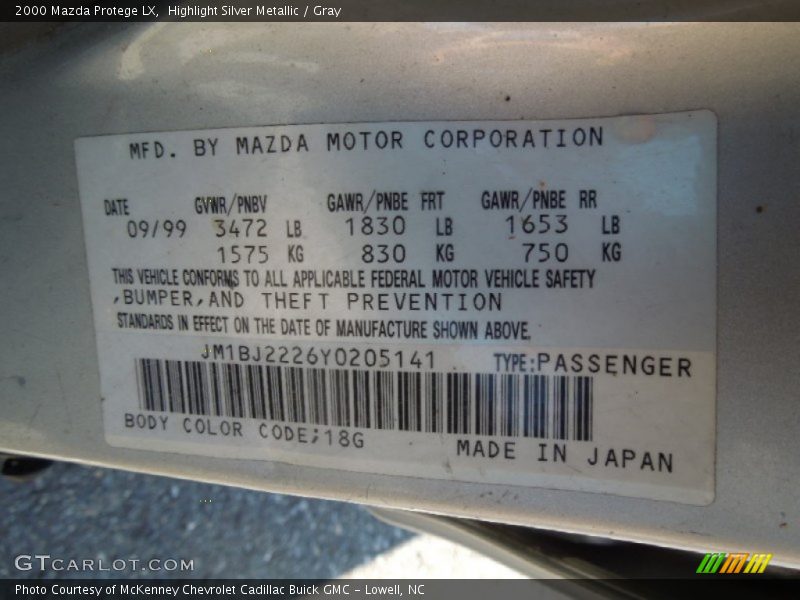 2000 Mazda Protege LX, Highlight Silver Metallic / Gray
MFD. BY MAZDA MOTOR CORPORATION
DATE GVWR/PNBV GAWR/PNBE FRT GAWR/PNBE RR
09/99 3472 LB 1830 LB 1653 LB
1575 KG 830 KG 750 KG
THIS VEHICLE CONFORMS TO ALL APPLICABLE FEDERAL MOTOR VEHICLE SAFETY
,BUMPER,AND THEFT PREVENTION
STANDARDS IN EFFECT ON THE DATE OF MANUFACTURE SHOWN ABOVE.
JM1BJ2226Y0205141 TYPE:PASSENGER
BODY COLOR CODE;18G
MADE IN JAPAN
GTCARLOT.COM
Photo Courtesy of McKenney Chevrolet Cadillac Buick GMC - Lowell, NC